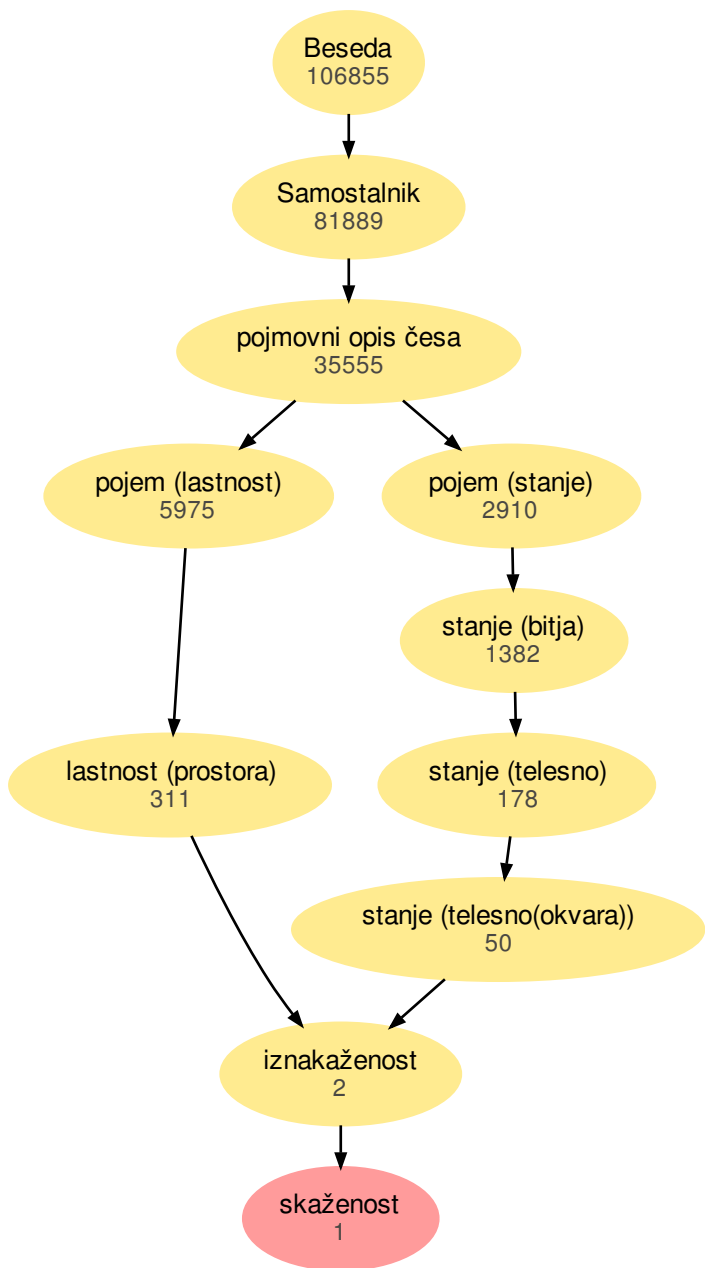 Beseda
106855
Samostalnik
81889
pojmovni opis česa
35555
pojem (lastnost)
5975
pojem (stanje)
2910
stanje (bitja)
1382
lastnost (prostora)
311
stanje (telesno)
178
stanje (telesno(okvara))
50
iznakaženost
2
skaženost
1